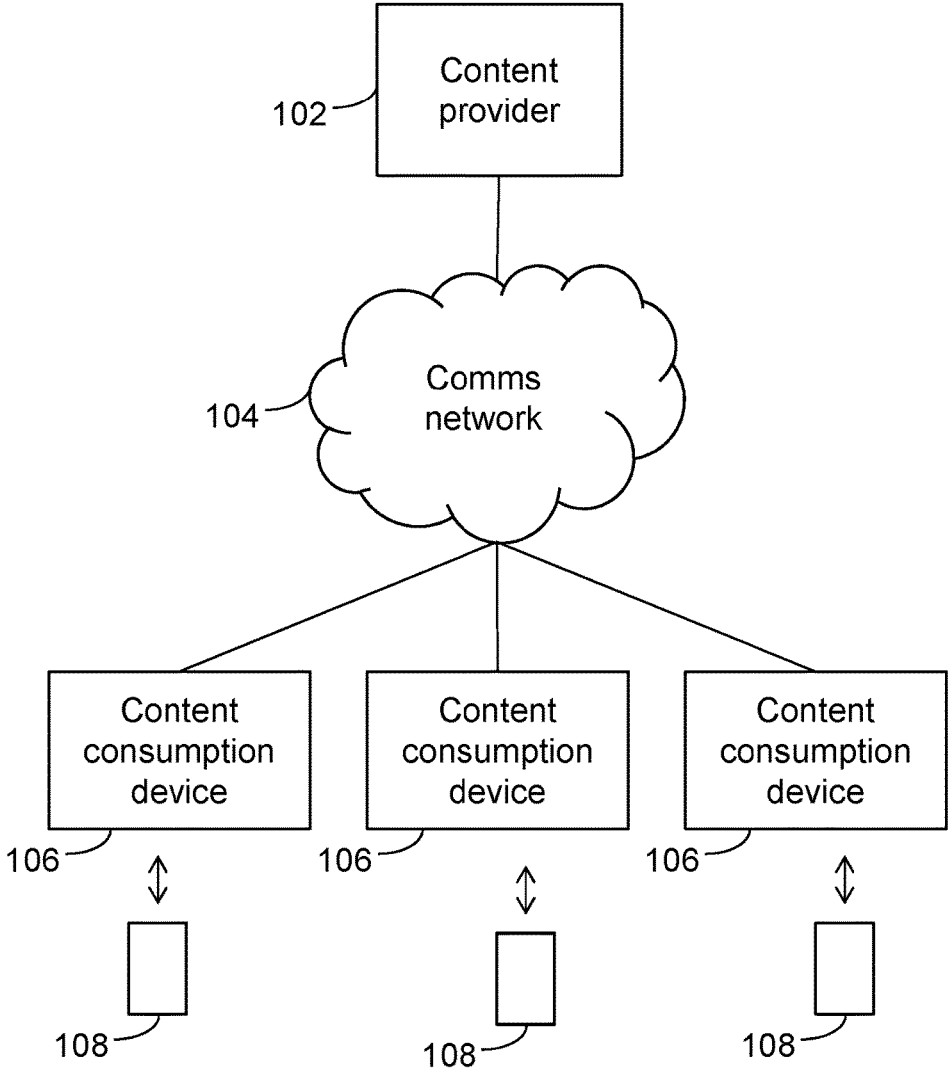 Content
provider
102
Comms
network
104
Content
consumption
device
Content
consumption
device
Content
consumption
device
106
106
106
108
108
108